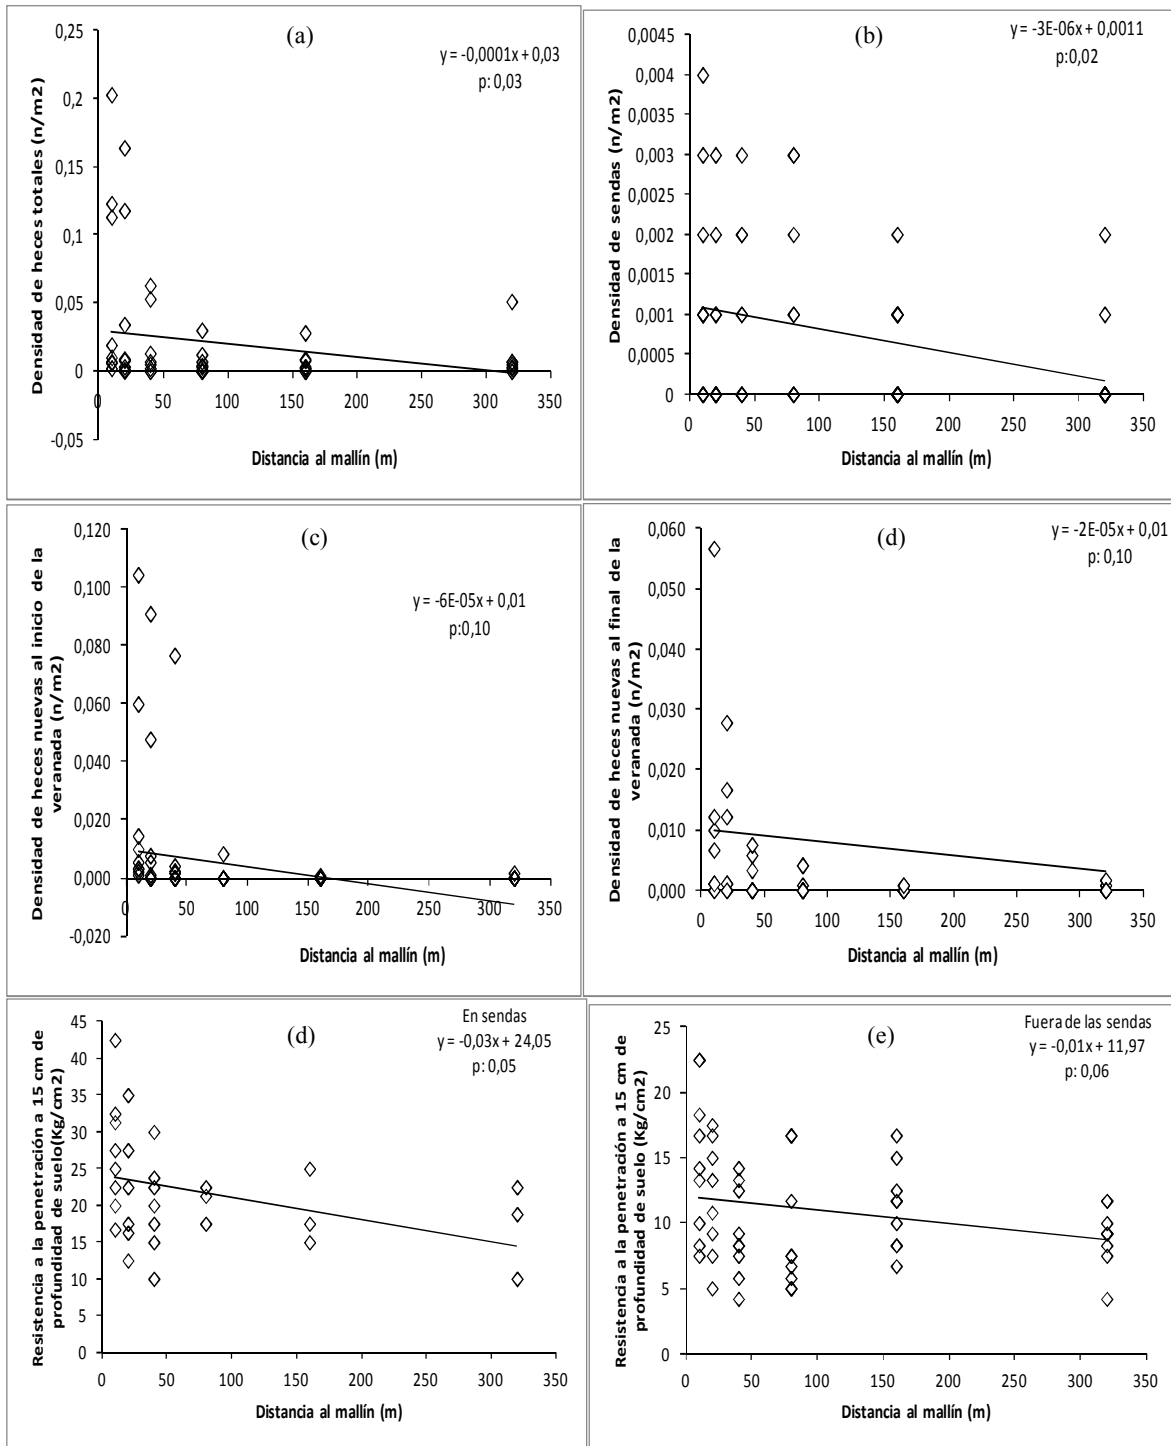 (a)
y = -0,0001x + 0,03
p: 0,03
Densidad de heces totales (n/m2)
0,25
0,2
0,15
0,1
0,05
0
-0,05
0 50 100 150 200 250 300 350
Distancia al mallín (m)
(b)
y = -3E-06x + 0,0011
p:0,02
Densidad de sendas (n/m2)
0,0045
0,004
0,0035
0,003
0,0025
0,002
0,0015
0,001
0,0005
0
0 50 100 150 200 250 300 350
Distancia al mallín (m)
(c)
y = -6E-05x + 0,01
p:0,10
Densidad de heces nuevas al inicio de la
veranada (n/m2)
0,120
0,100
0,080
0,060
0,040
0,020
0,000
-0,020
0 50 100 150 200 250 300 350
Distancia al mallín (m)
(d)
y = -2E-05x + 0,01
p: 0,10
Densidad de heces nuevas al final de la
veranada (n/m2)
0,060
0,050
0,040
0,030
0,020
0,010
0,000
0 50 100 150 200 250 300 350
Distancia al mallín (m)
(d)
En sendas
y = -0,03x + 24,05
p: 0,05
Resistencia a la penetración a 15 cm de
profundidad de suelo(Kg/cm2)
45
40
35
30
25
20
15
10
5
0
0 50 100 150 200 250 300 350
Distancia al mallín (m)
(e)
Fuera de las sendas
y = -0,01x + 11,97
p: 0,06
Resistencia a la penetración a 15 cm de
profundidad de suelo (Kg/cm2)
25
20
15
10
5
0
0 50 100 150 200 250 300 350
Distancia al mallín (m)